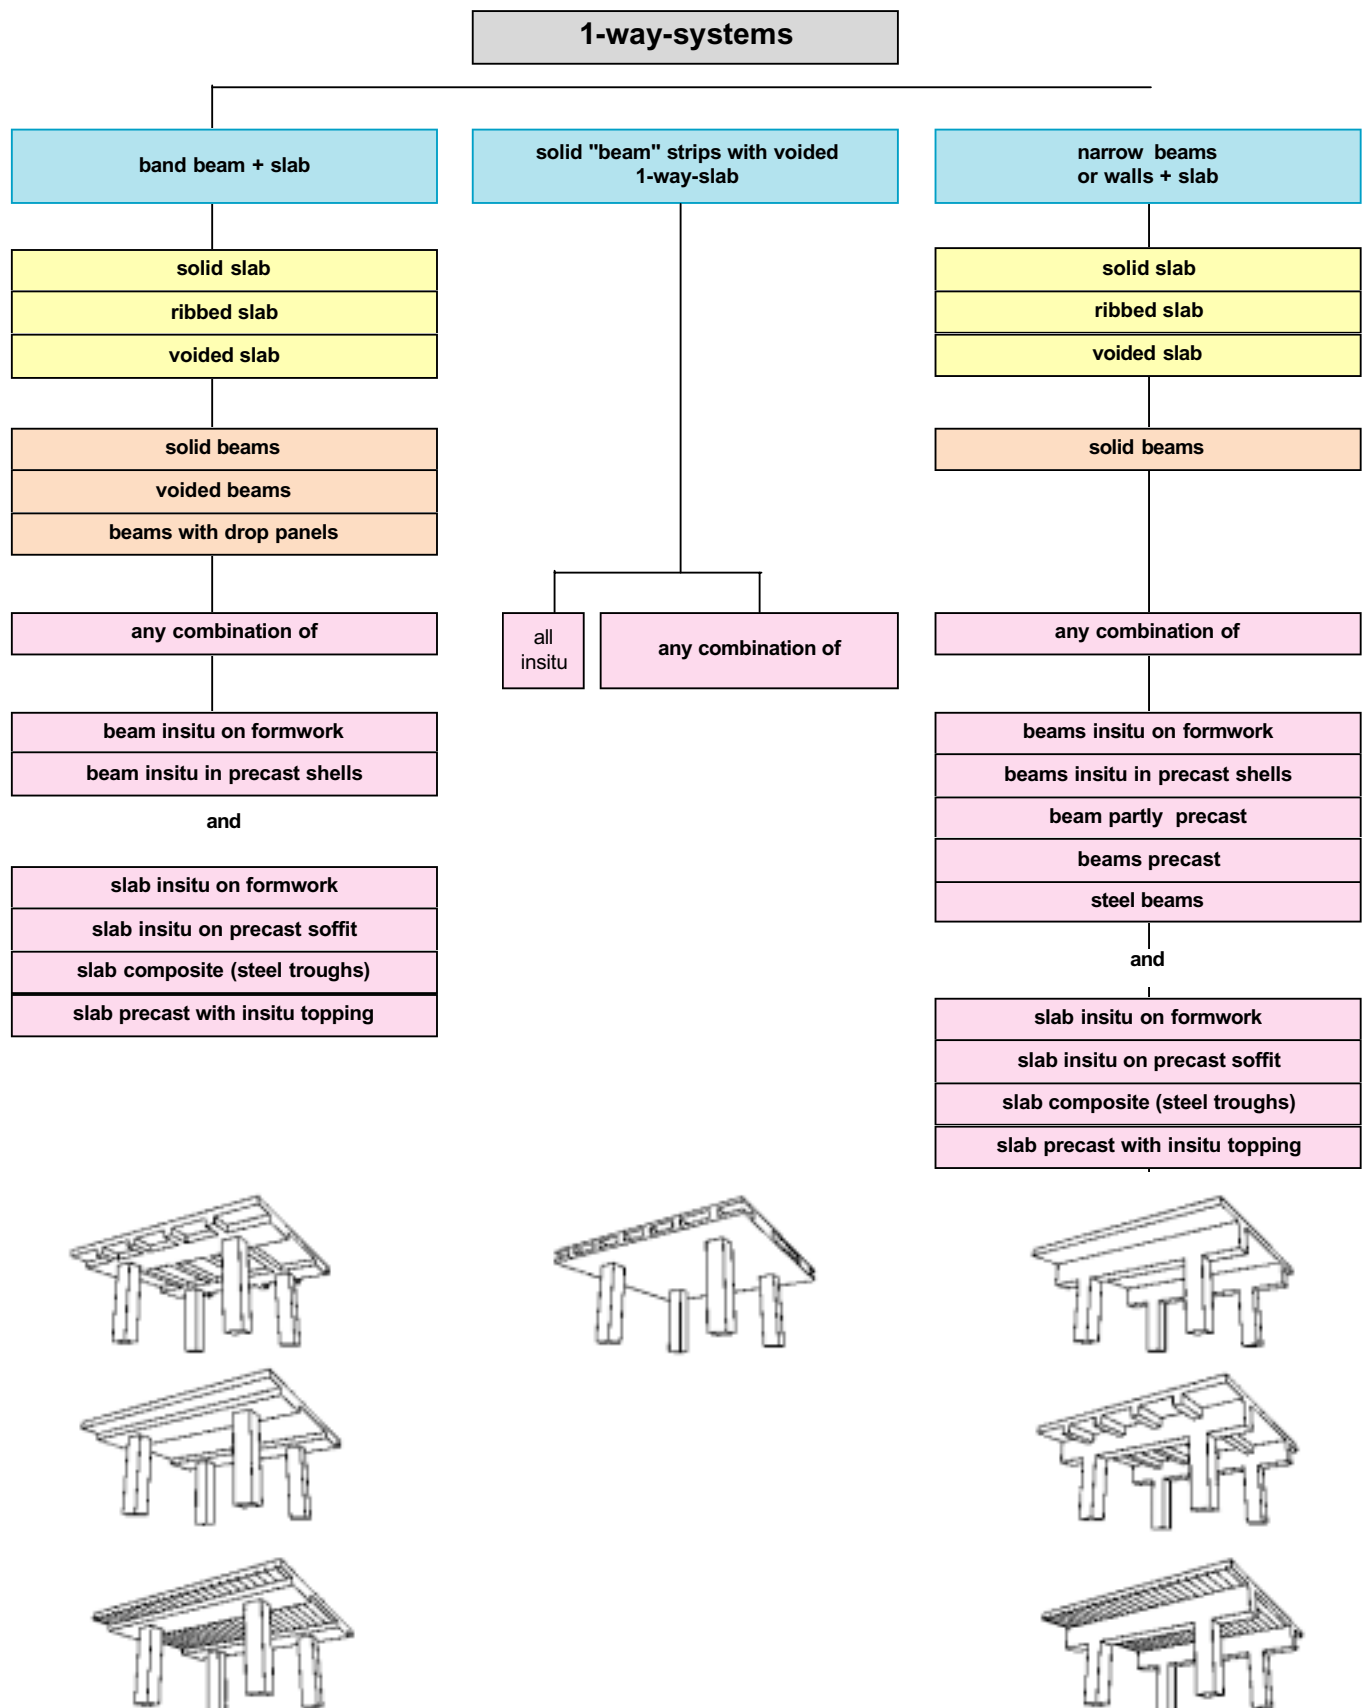 1-way-systems
band beam + slab
solid slab
ribbed slab
voided slab
solid beams
voided beams
beams with drop panels
any combination of
beam insitu on formwork
beam insitu in precast shells
and
slab insitu on formwork
slab insitu on precast soffit
slab composite (steel troughs)
slab precast with insitu topping
solid "beam" strips with voided
1-way-slab
all
insitu
any combination of
narrow beams
or walls + slab
solid slab
ribbed slab
voided slab
solid beams
any combination of
beams insitu on formwork
beams insitu in precast shells
beam partly precast
beams precast
steel beams
and
slab insitu on formwork
slab insitu on precast soffit
slab composite (steel troughs)
slab precast with insitu topping